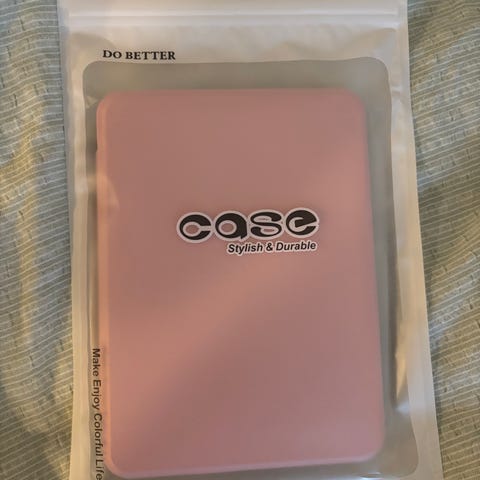 DO BETTER
case
Stylish & Durable
Make Enjoy Colorful Life